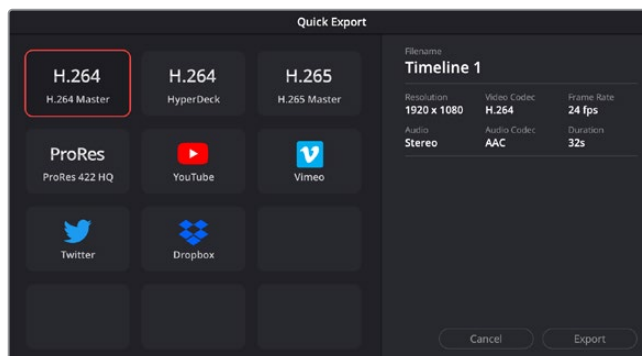 Quick Export
H.264
H.264 Master
H.264
HyperDeck
H.265
H.265 Master
ProRes
ProRes 422 HQ
YouTube
Vimeo
Twitter
Dropbox
Filename
Timeline 1
Resolution Video Codec Frame Rate
1920 x 1080 H.264 24 fps
Audio Audio Codec Duration
Stereo AAC 32s
Cancel Export